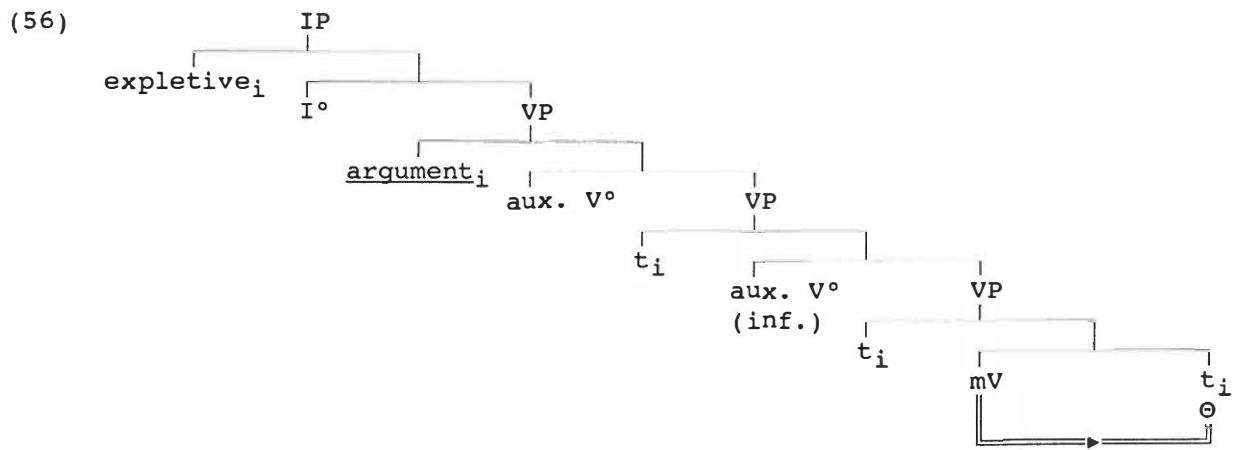 (56) IP
expletive_i
I° VP
argument_i
aux. V° VP
t_i
aux. V° VP
(inf.)
t_i
mV t_i
Θ